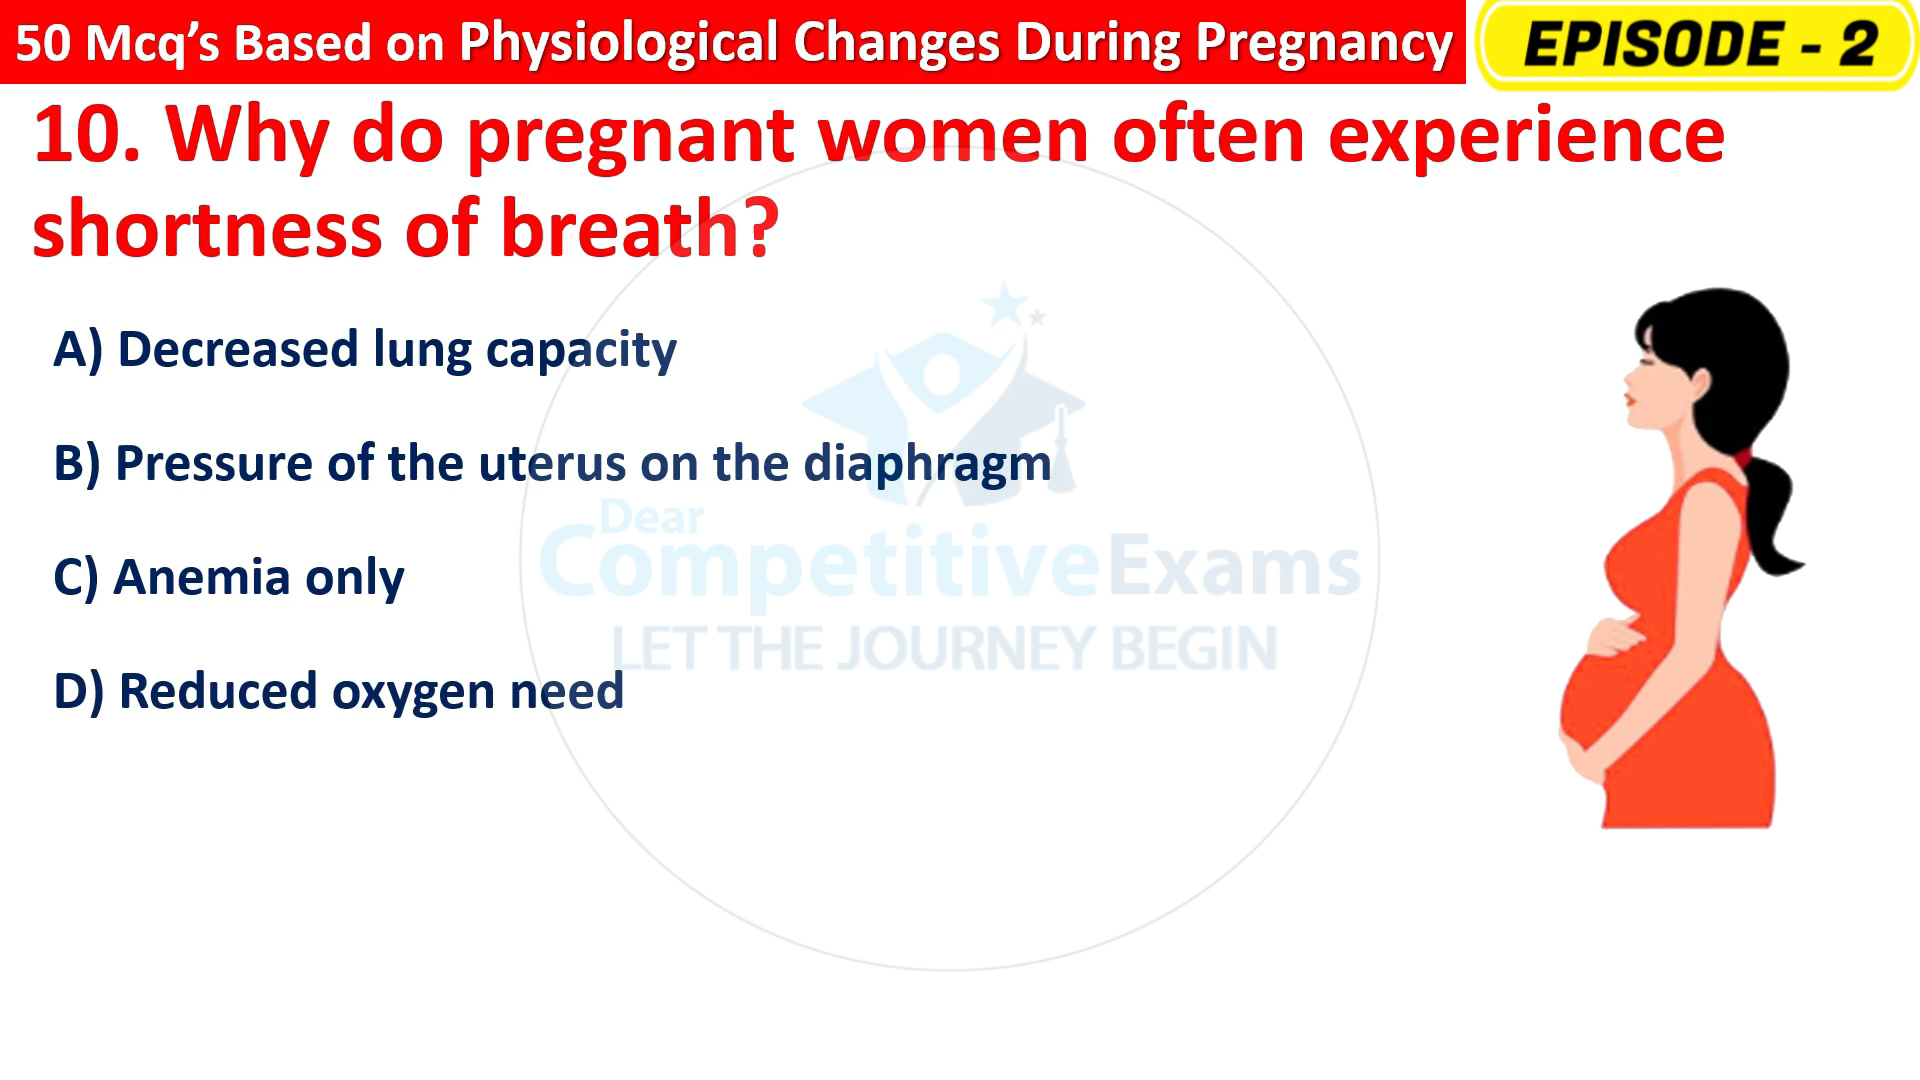 50 Mcq’s Based on Physiological Changes During Pregnancy
EPISODE - 2
10. Why do pregnant women often experience
shortness of breath?
A) Decreased lung capacity
B) Pressure of the uterus on the diaphragm
Dear
CompetitiveExams
C) Anemia only
LET THE JOURNEY BEGIN
D) Reduced oxygen need